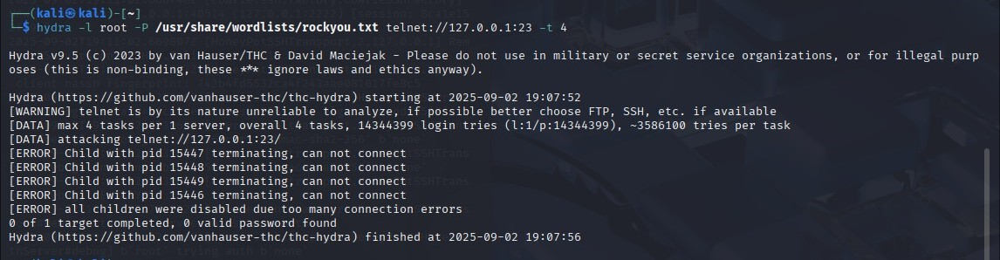 (kali㉿kali)-[~]
$ hydra -l root -P /usr/share/wordlists/rockyou.txt telnet://127.0.0.1:23 -t 4
Hydra v9.5 (c) 2023 by van Hauser/THC & David Maciejak - Please do not use in military or secret service organizations, or for illegal purp
oses (this is non-binding, these *** ignore laws and ethics anyway).
Hydra (https://github.com/vanhauser-thc/thc-hydra) starting at 2025-09-02 19:07:52
[WARNING] telnet is by its nature unreliable to analyze, if possible better choose FTP, SSH, etc. if available
[DATA] max 4 tasks per 1 server, overall 4 tasks, 14344399 login tries (l:1/p:14344399), ~3586100 tries per task
[DATA] attacking telnet://127.0.0.1:23/
[ERROR] Child with pid 15447 terminating, can not connect
[ERROR] Child with pid 15448 terminating, can not connect
[ERROR] Child with pid 15449 terminating, can not connect
[ERROR] Child with pid 15446 terminating, can not connect
[ERROR] all children were disabled due too many connection errors
0 of 1 target completed, 0 valid password found
Hydra (https://github.com/vanhauser-thc/thc-hydra) finished at 2025-09-02 19:07:56